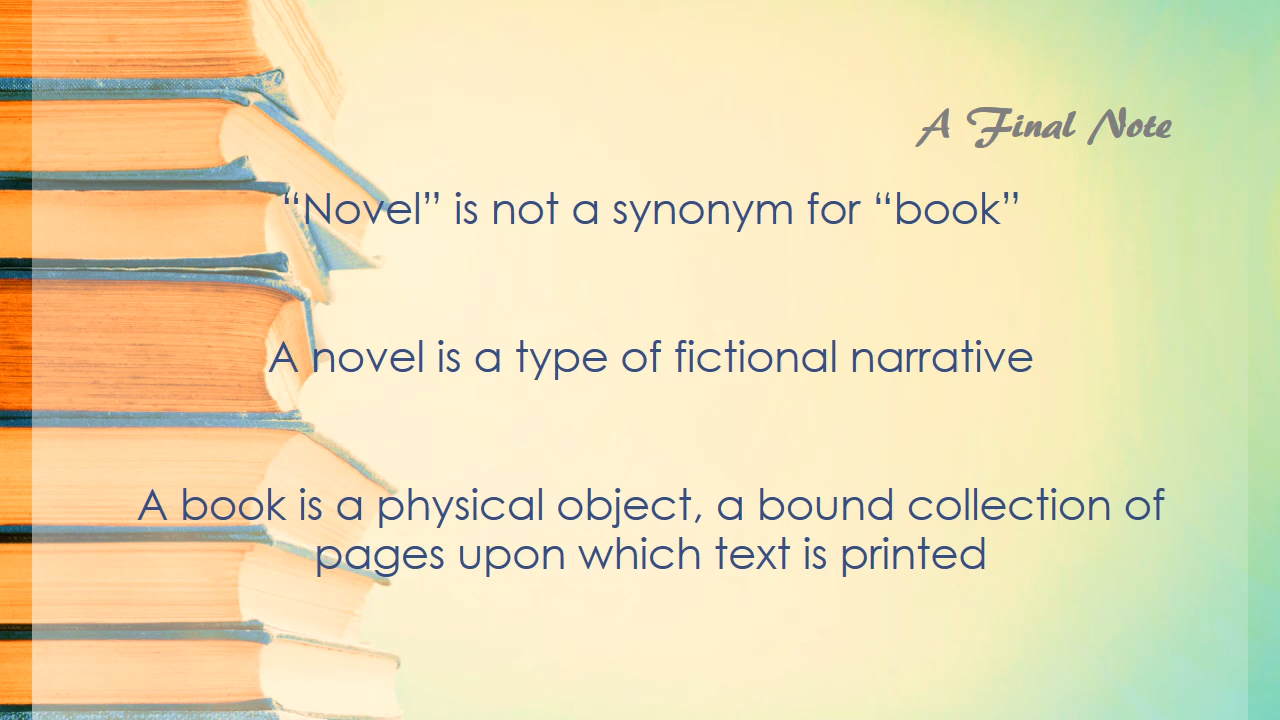 A Final Note
“Novel” is not a synonym for “book”
A novel is a type of fictional narrative
A book is a physical object, a bound collection of
pages upon which text is printed